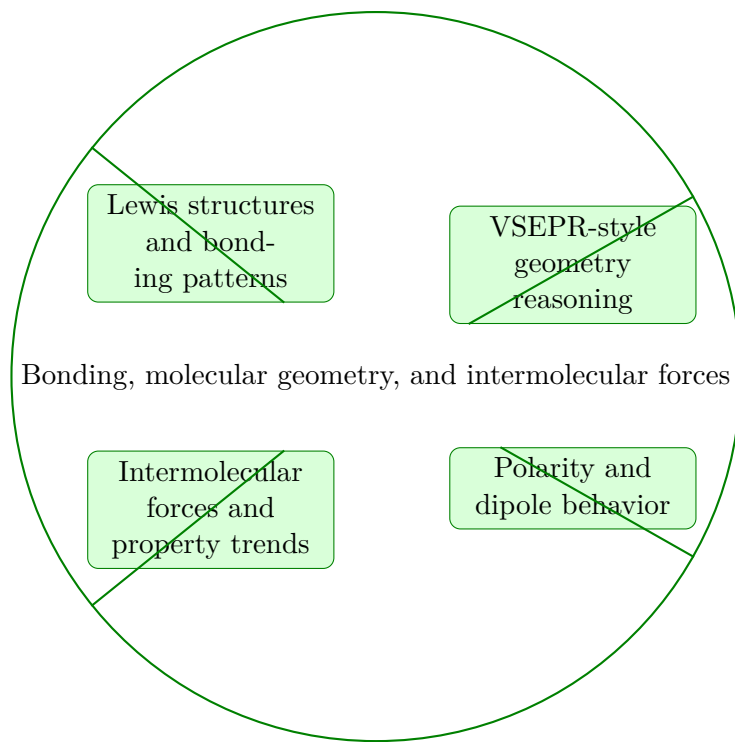 Lewis structures
and bond-
ing patterns
VSEPR-style
geometry
reasoning
Bonding, molecular geometry, and intermolecular forces
Intermolecular
forces and
property trends
Polarity and
dipole behavior